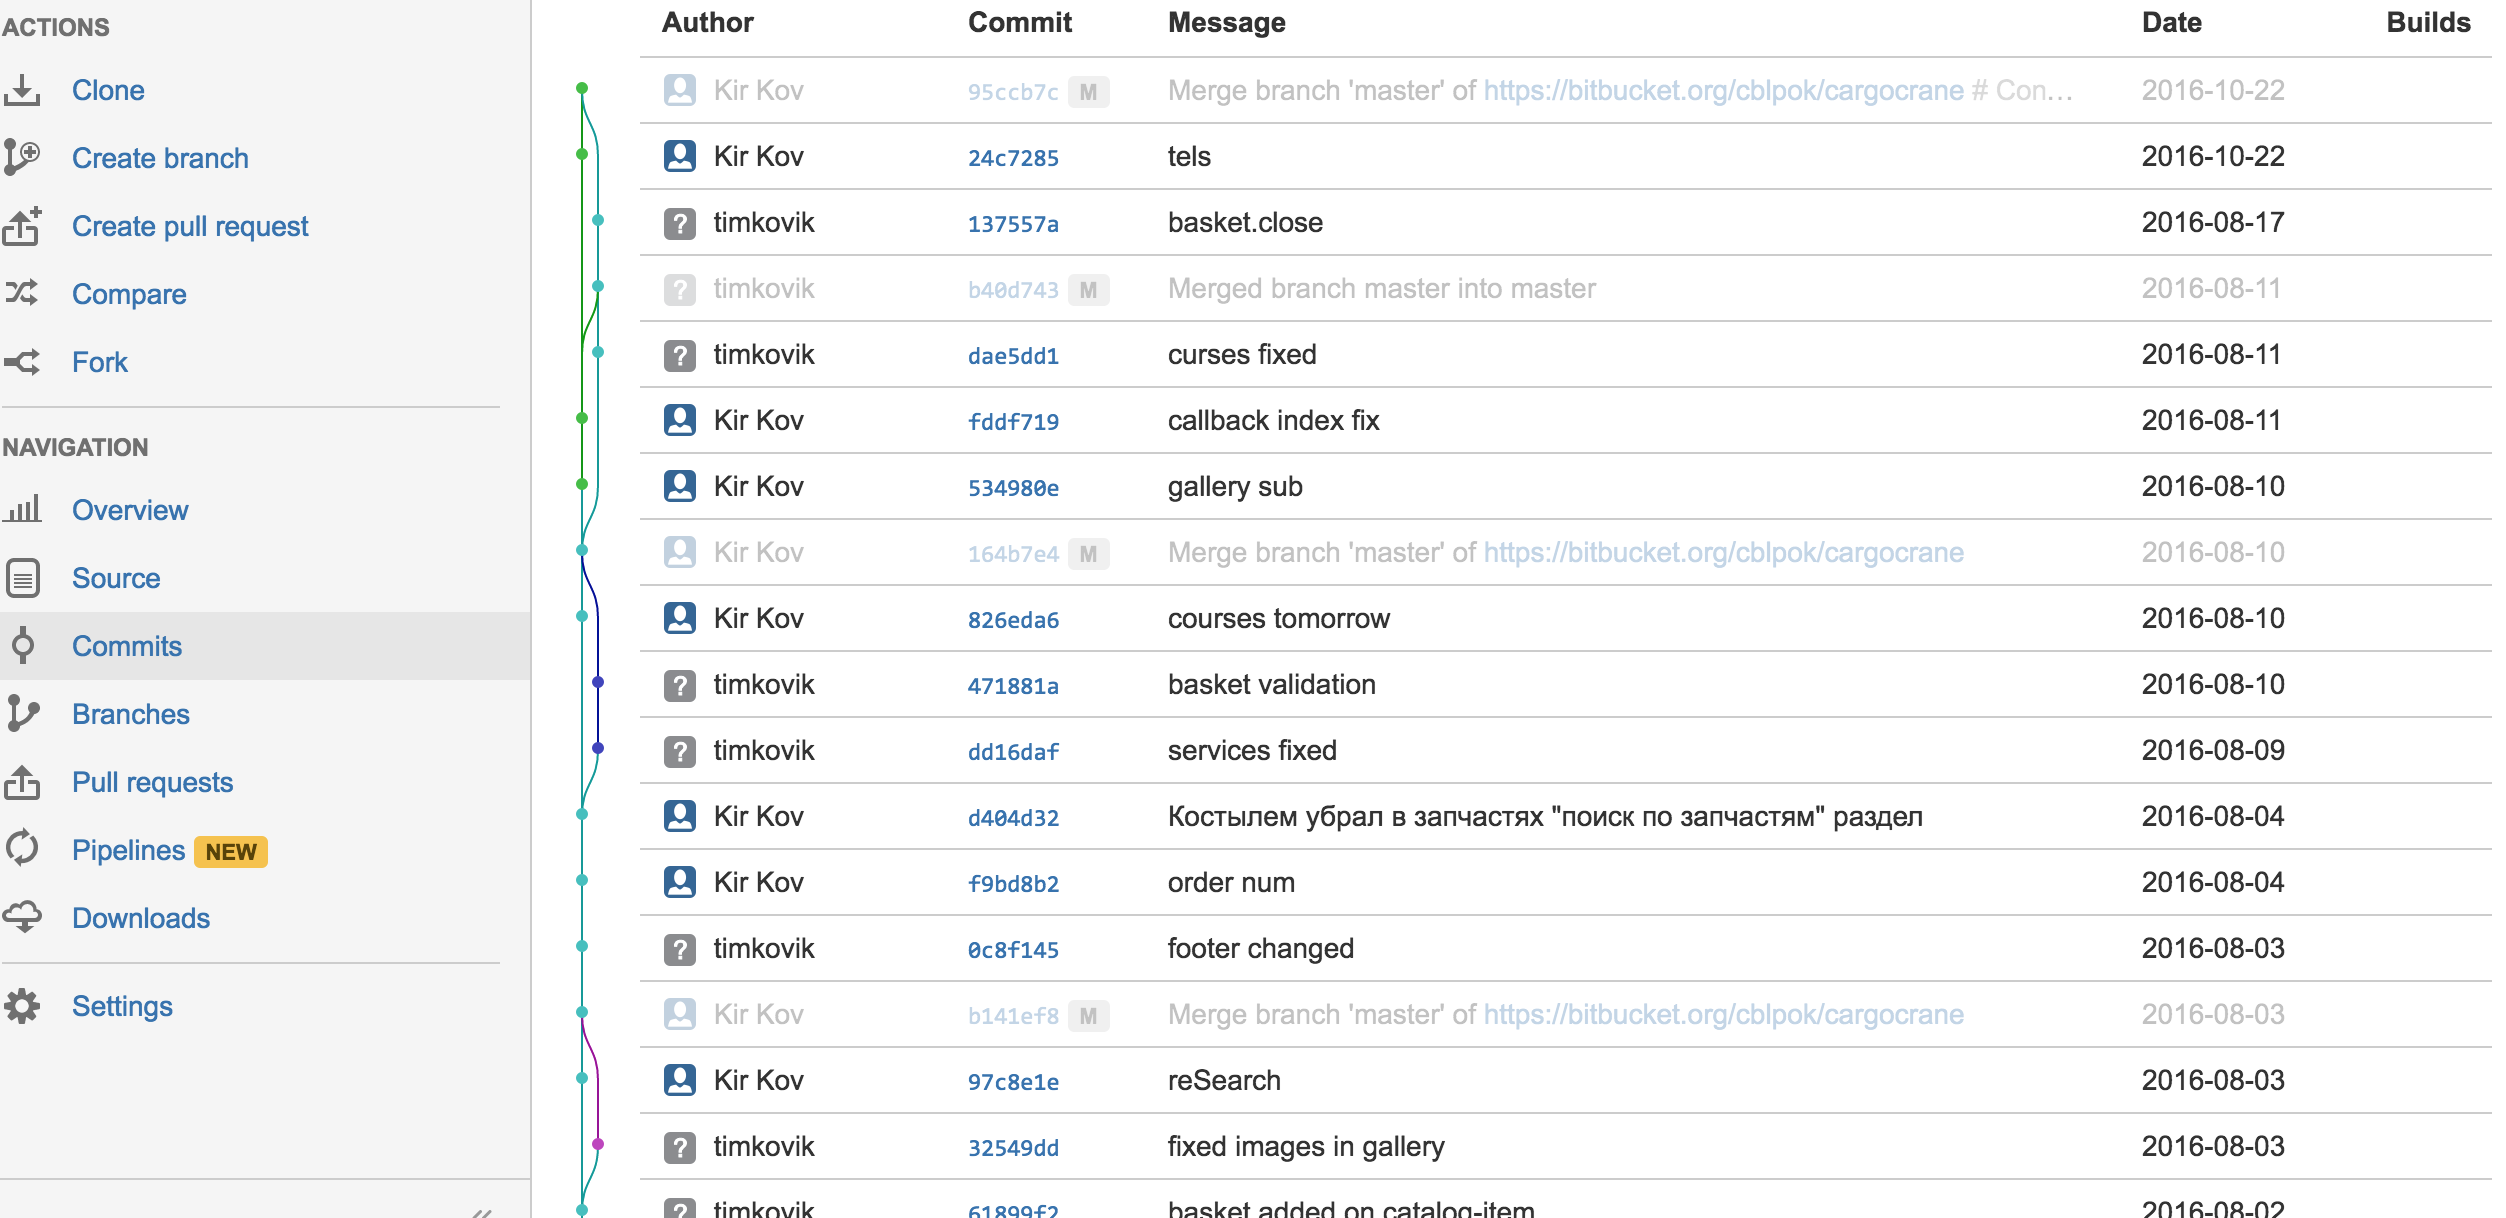 ACTIONS
Clone
Create branch
Create pull request
Compare
Fork
NAVIGATION
Overview
Source
Commits
Branches
Pull requests
Pipelines NEW
Downloads
Settings
Author Commit Message Date Builds
Kir Kov 95ccb7c M Merge branch 'master' of https://bitbucket.org/cblpok/cargocrane # Con... 2016-10-22
Kir Kov 24c7285 tels 2016-10-22
? timkovik 137557a basket.close 2016-08-17
? timkovik b40d743 M Merged branch master into master 2016-08-11
? timkovik dae5dd1 curses fixed 2016-08-11
Kir Kov fddf719 callback index fix 2016-08-11
Kir Kov 534980e gallery sub 2016-08-10
Kir Kov 164b7e4 M Merge branch 'master' of https://bitbucket.org/cblpok/cargocrane 2016-08-10
Kir Kov 826eda6 courses tomorrow 2016-08-10
? timkovik 471881a basket validation 2016-08-10
? timkovik dd16daf services fixed 2016-08-09
Kir Kov d404d32 Костылем убрал в запчастях "поиск по запчастям" раздел 2016-08-04
Kir Kov f9bd8b2 order num 2016-08-04
? timkovik 0c8f145 footer changed 2016-08-03
Kir Kov b141ef8 M Merge branch 'master' of https://bitbucket.org/cblpok/cargocrane 2016-08-03
Kir Kov 97c8e1e reSearch 2016-08-03
? timkovik 32549dd fixed images in gallery 2016-08-03
? timkovik 61899f2 basket added on catalog-item 2016-08-02